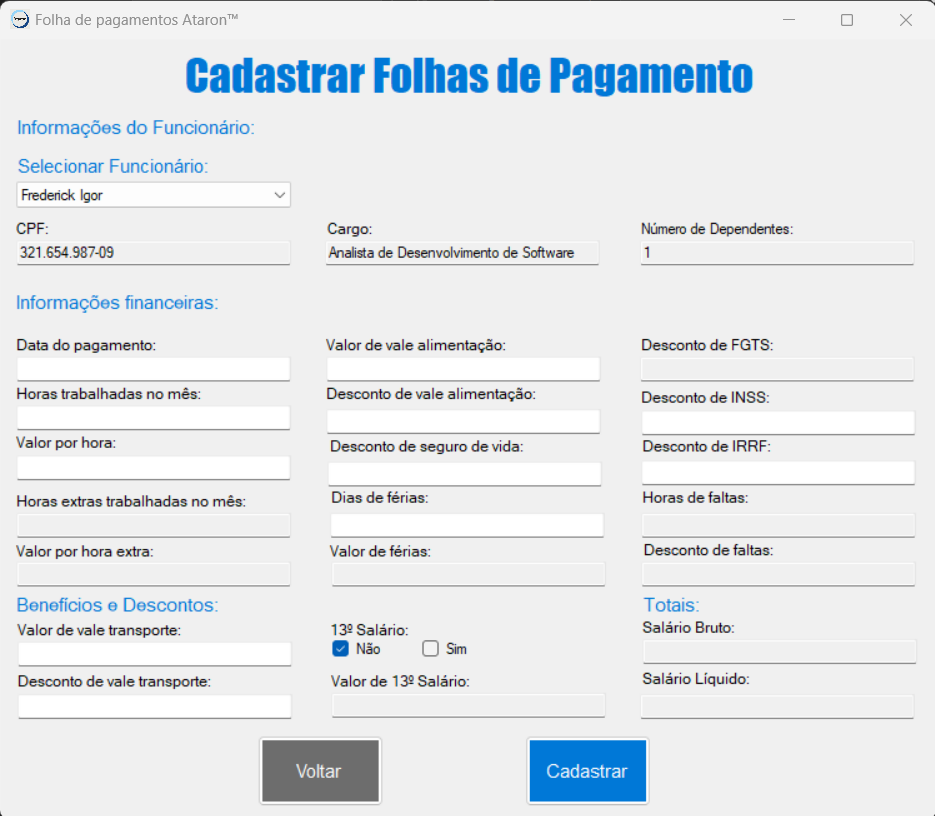 Folha de pagamentos Ataron™
Cadastrar Folhas de Pagamento
Informações do Funcionário:
Selecionar Funcionário:
Frederick Igor
CPF:
321.654.987-09
Cargo:
Analista de Desenvolvimento de Software
Número de Dependentes:
1
Informações financeiras:
Data do pagamento:
Horas trabalhadas no mês:
Valor por hora:
Horas extras trabalhadas no mês:
Valor por hora extra:
Valor de vale alimentação:
Desconto de vale alimentação:
Desconto de seguro de vida:
Dias de férias:
Valor de férias:
Desconto de FGTS:
Desconto de INSS:
Desconto de IRRF:
Horas de faltas:
Desconto de faltas:
Benefícios e Descontos:
Valor de vale transporte:
Desconto de vale transporte:
13º Salário:
Não
Sim
Valor de 13º Salário:
Totais:
Salário Bruto:
Salário Líquido:
Voltar
Cadastrar